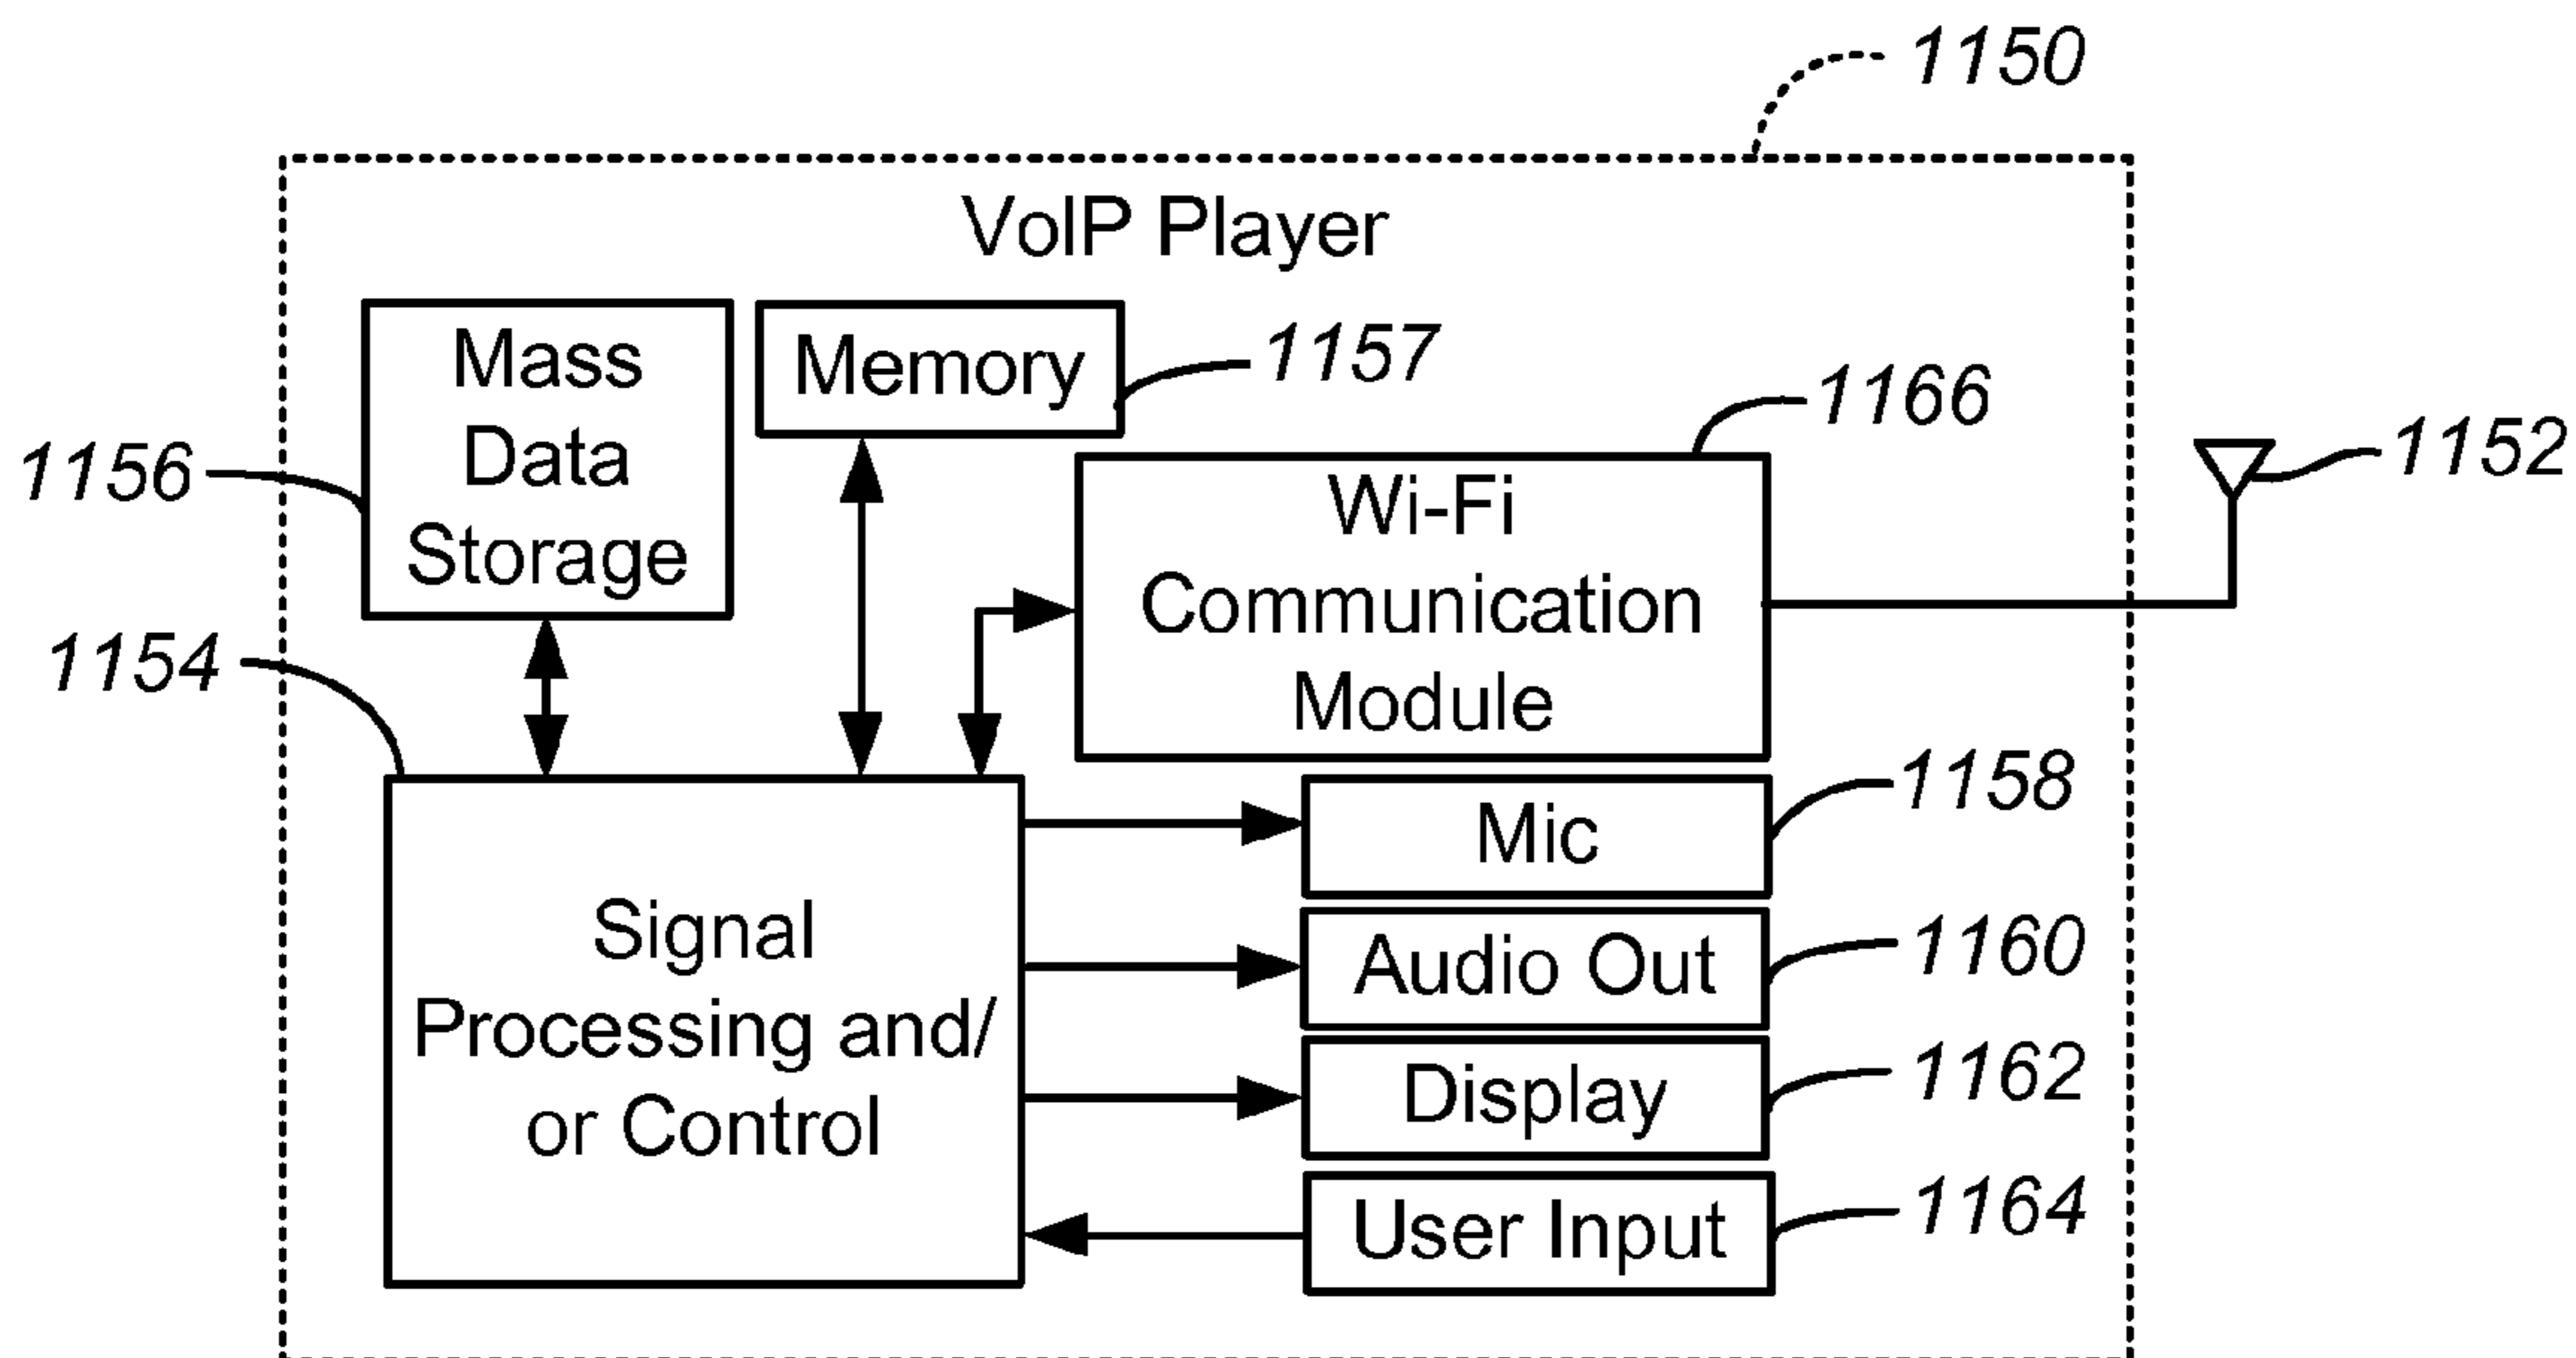 1150
VoIP Player
Mass
Data
Storage
Memory
1157
1166
1156
Wi-Fi
Communication
Module
1152
1154
Mic
1158
Signal
Processing and/
or Control
Audio Out
1160
Display
1162
User Input
1164